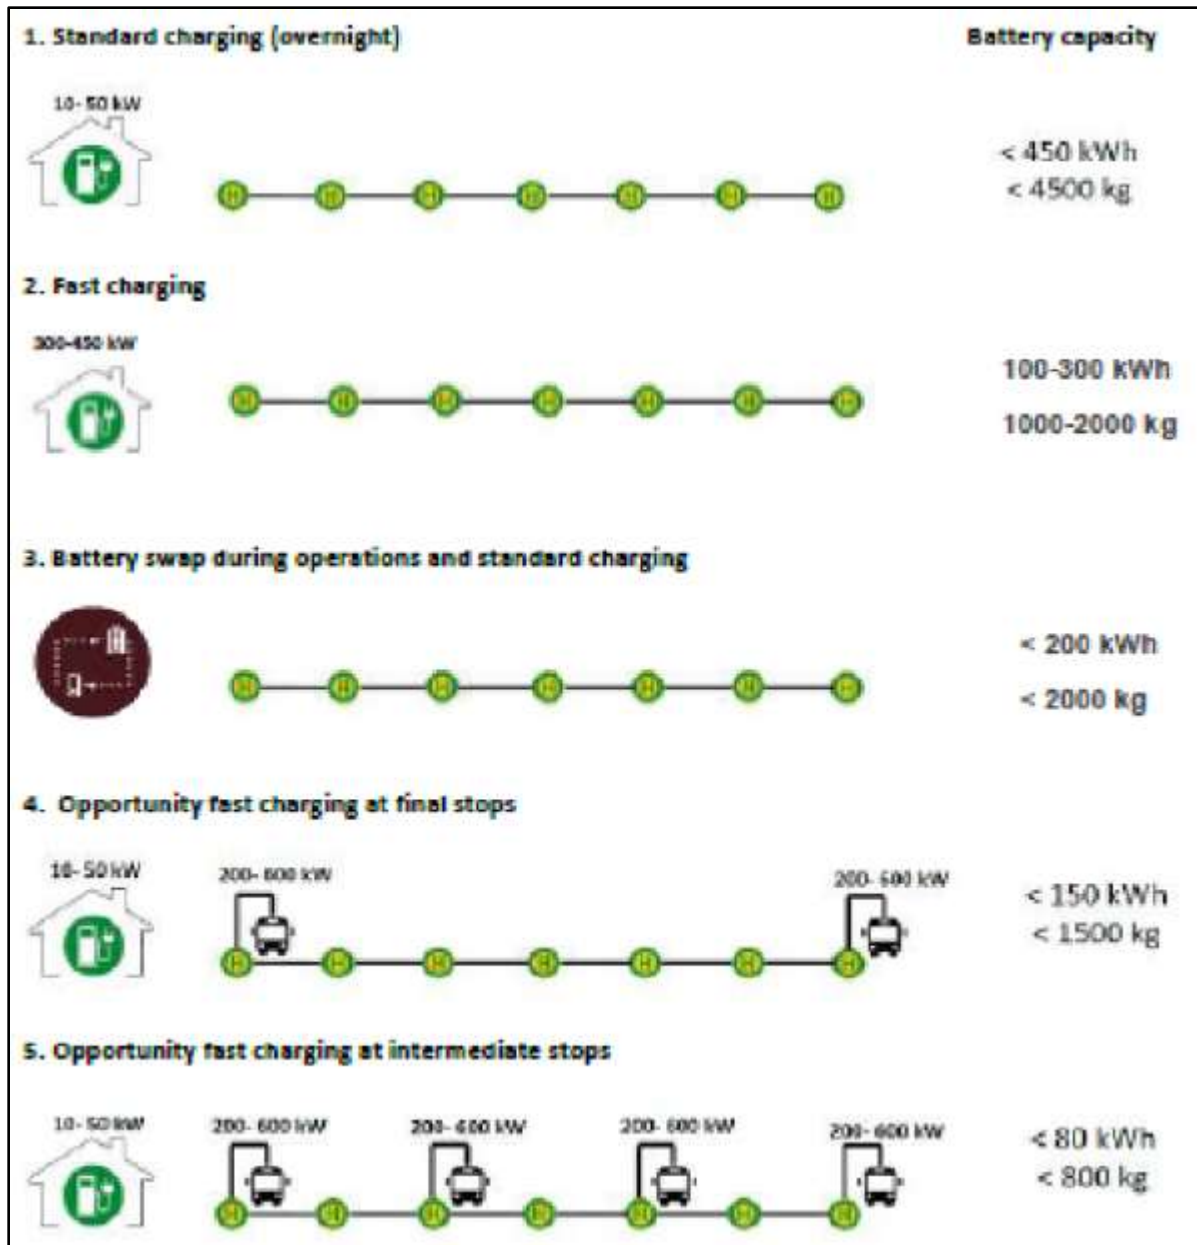 1. Standard charging (overnight)
Battery capacity
10- 50 kW
< 450 kWh
< 4500 kg
2. Fast charging
300-450 kW
100-300 kWh
1000-2000 kg
3. Battery swap during operations and standard charging
< 200 kWh
< 2000 kg
4. Opportunity fast charging at final stops
10- 50 kW
200- 600 kW
200- 600 kW
< 150 kWh
< 1500 kg
5. Opportunity fast charging at intermediate stops
10- 50 kW
200- 600 kW
200- 600 kW
200- 600 kW
200- 600 kW
< 80 kWh
< 800 kg